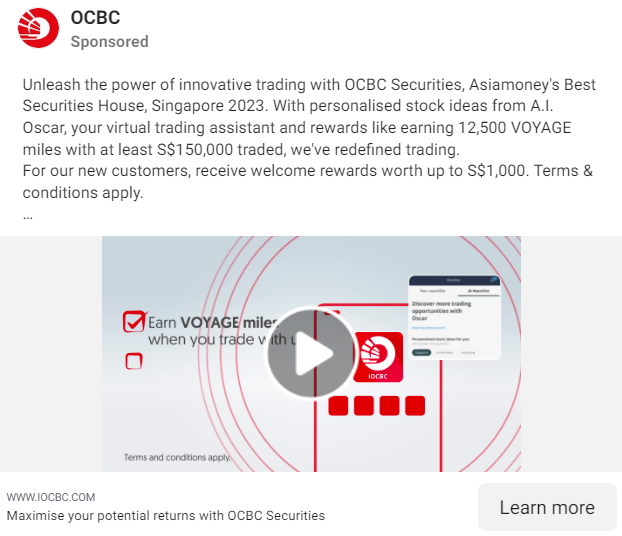 OCBC
Sponsored
Unleash the power of innovative trading with OCBC Securities, Asiamoney's Best
Securities House, Singapore 2023. With personalised stock ideas from A.I.
Oscar, your virtual trading assistant and rewards like earning 12,500 VOYAGE
miles with at least S$150,000 traded, we've redefined trading.
For our new customers, receive welcome rewards worth up to S$1,000. Terms &
conditions apply.
...
Earn VOYAGE miles
when you trade with u
Discover more trading
opportunities with
Oscar
Personalised stock ideas for you
iOCBC
Terms and conditions apply.
WWW.IOCBC.COM
Maximise your potential returns with OCBC Securities
Learn more